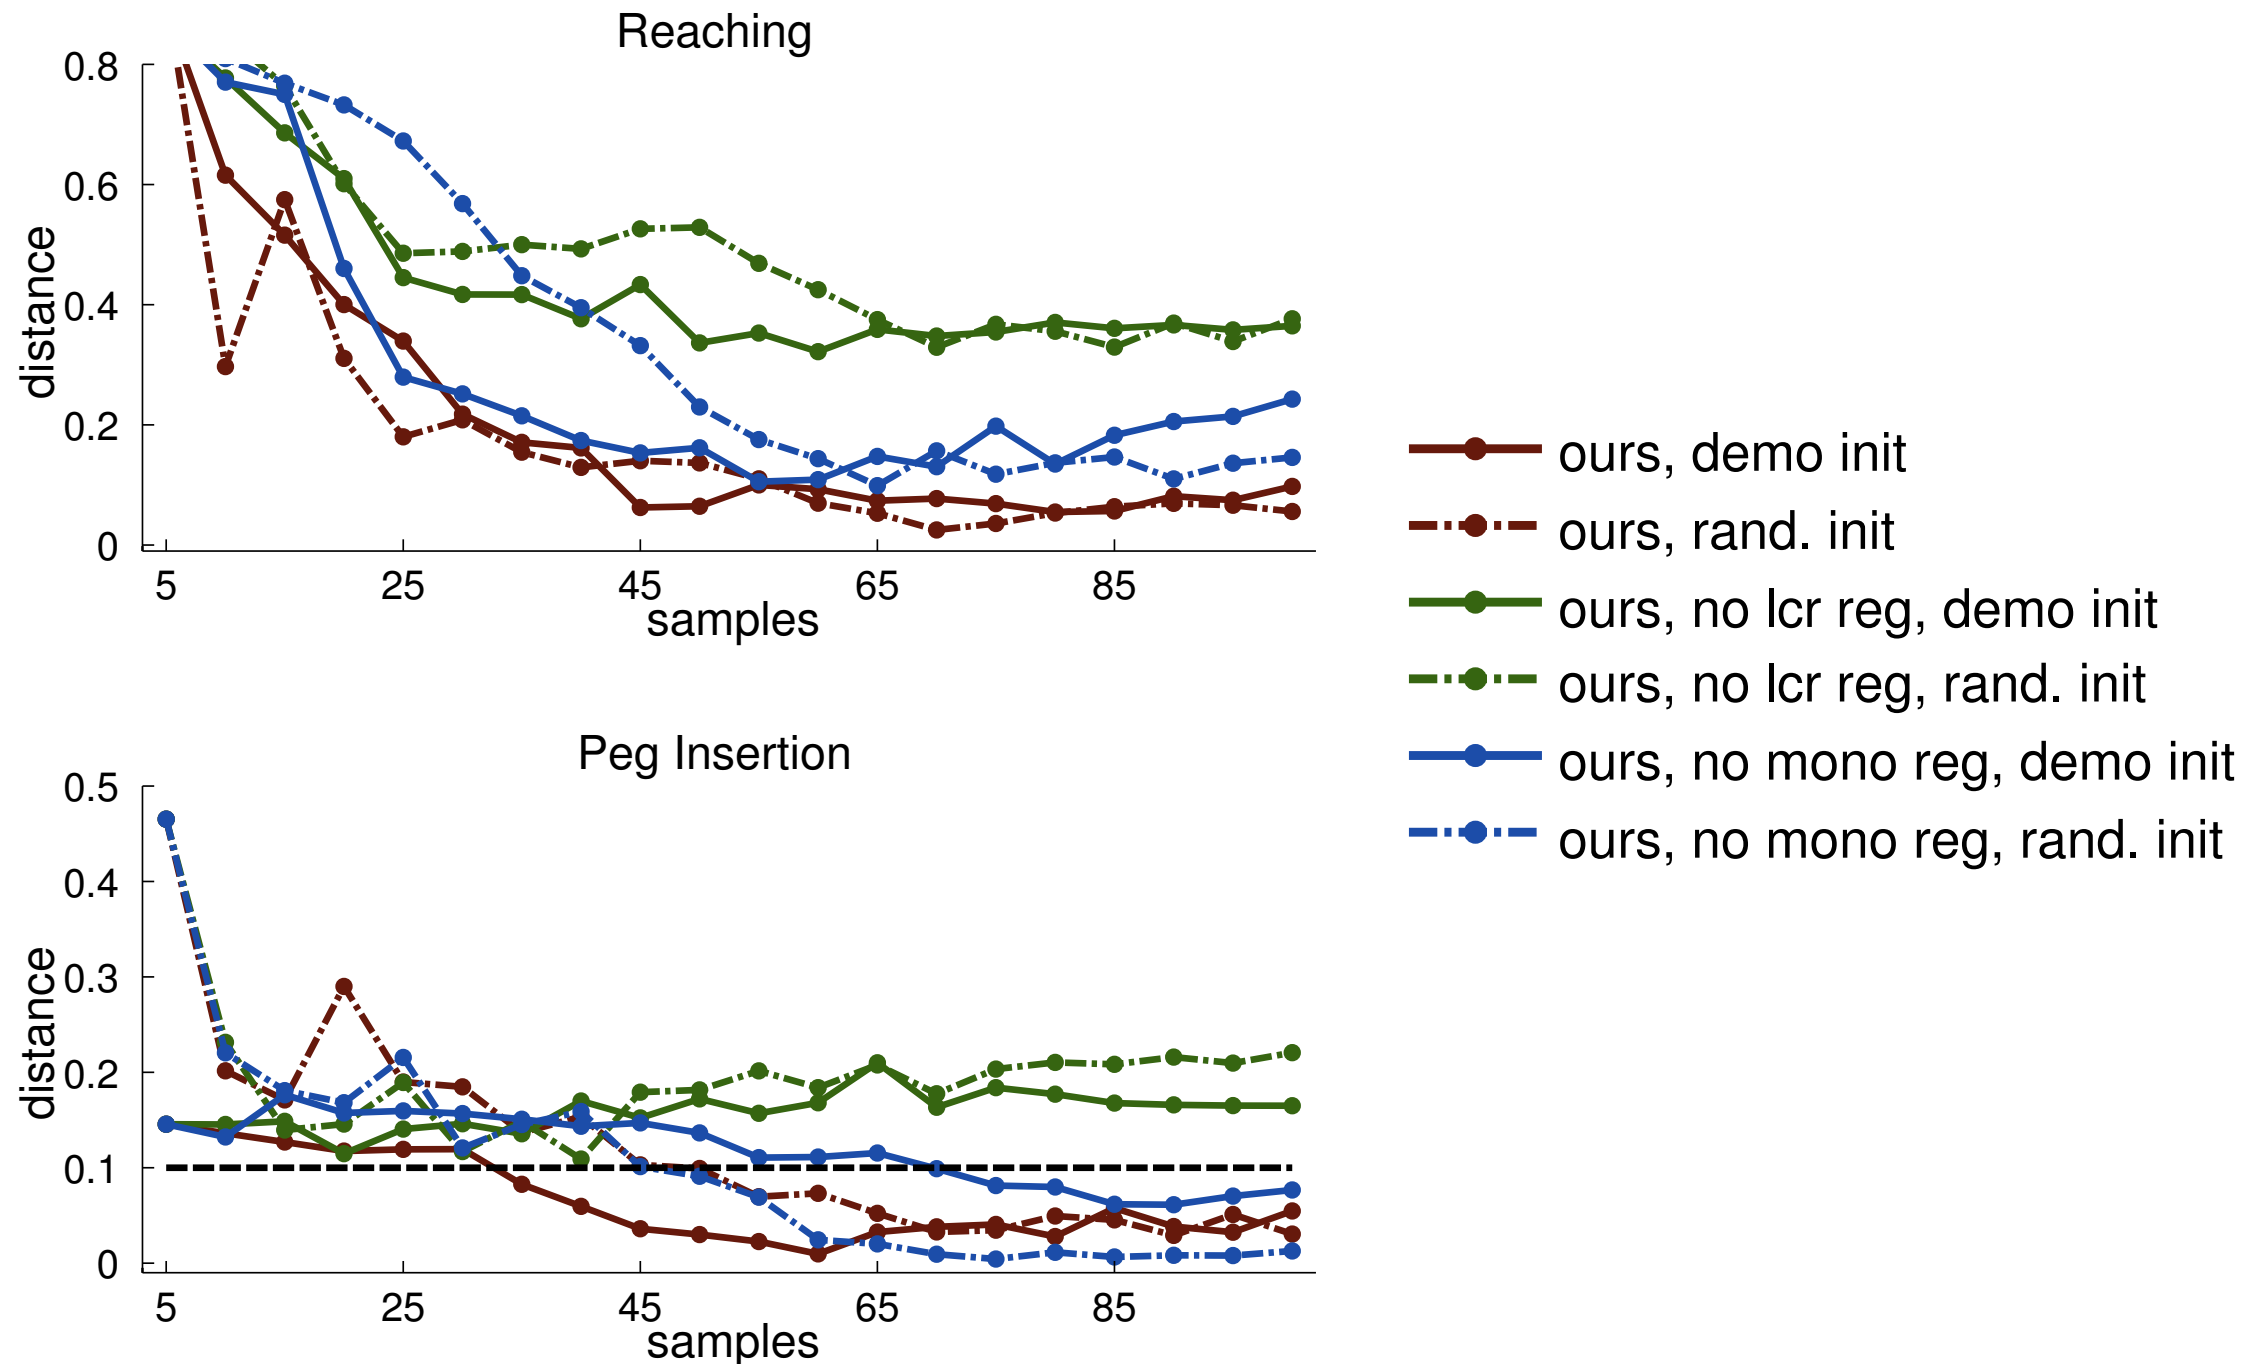 Reaching
0.8
0.6
0.4
0.2
0
distance
5 25 45 65 85
samples
ours, demo init
ours, rand. init
ours, no lcr reg, demo init
ours, no lcr reg, rand. init
ours, no mono reg, demo init
ours, no mono reg, rand. init
Peg Insertion
0.5
0.4
0.3
0.2
0.1
0
distance
5 25 45 65 85
samples